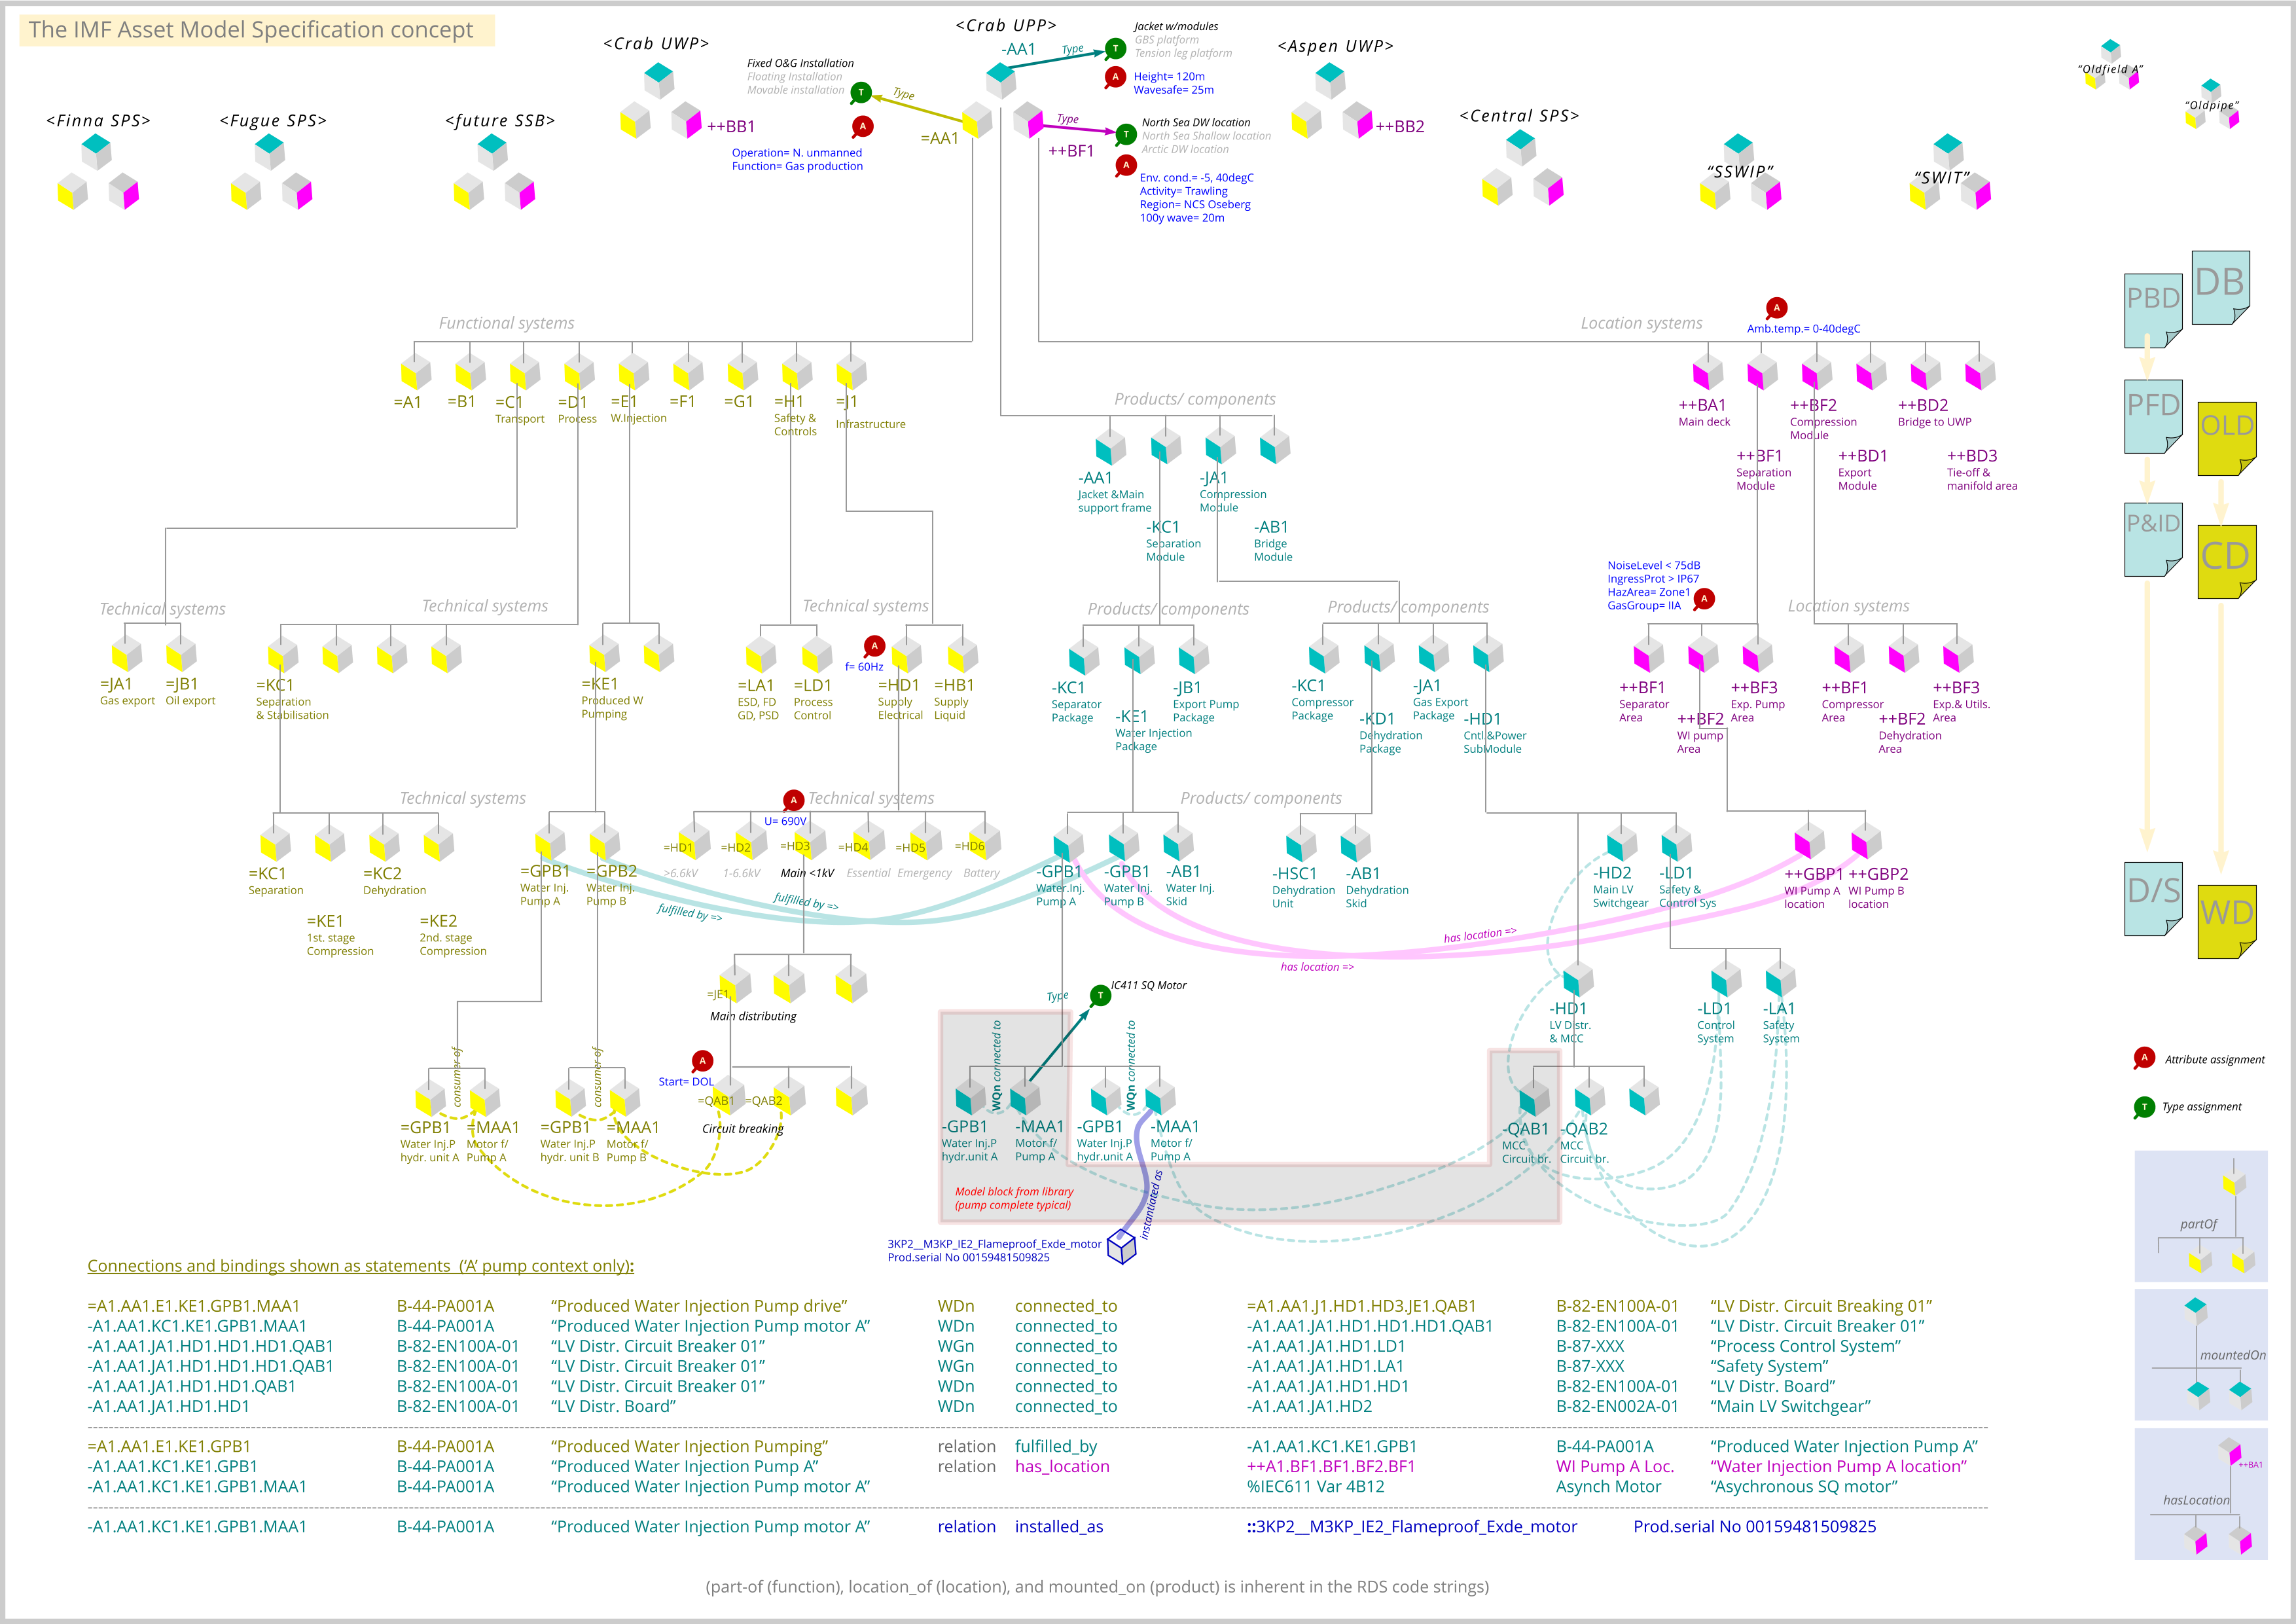 The IMF Asset Model Specification concept
<Crab UWP>
<Crab UPP>
<Aspen UWP>
<Finna SPS>
<Fugue SPS>
<future SSB>
<Central SPS>
"SSWIP"
"SWIT"
"Oldfield A"
"Oldpipe"
-AA1
Type
T
Jacket w/modules
GBS platform
Tension leg platform
A
Height= 120m
Wavesafe= 25m
Fixed O&G Installation
Floating Installation
Movable installation
T
Type
A
=AA1
Operation= N. unmanned
Function= Gas production
++BB1
++BB2
Type
T
North Sea DW location
North Sea Shallow location
Arctic DW location
++BF1
A
Env. cond.= -5, 40degC
Activity= Trawling
Region= NCS Oseberg
100y wave= 20m
Functional systems
=A1
=B1
=C1
Transport
=D1
Process
=E1
W.Injection
=F1
=G1
=H1
Safety &
Controls
=J1
Infrastructure
Products/ components
-AA1
Jacket &Main
support frame
-KC1
Separation
Module
-JA1
Compression
Module
-AB1
Bridge
Module
Location systems
A
Amb.temp.= 0-40degC
++BA1
Main deck
++BF1
Separation
Module
++BF2
Compression
Module
++BD1
Export
Module
++BD2
Bridge to UWP
++BD3
Tie-off &
manifold area
PBD
DB
PFD
OLD
P&ID
CD
D/S
WD
Technical systems
=JA1
Gas export
=JB1
Oil export
Technical systems
=KC1
Separation
& Stabilisation
=KE1
Produced W
Pumping
Technical systems
=LA1
ESD, FD
GD, PSD
=LD1
Process
Control
A
f= 60Hz
=HD1
Supply
Electrical
=HB1
Supply
Liquid
Products/ components
-KC1
Separator
Package
-KE1
Water Injection
Package
-JB1
Export Pump
Package
Products/ components
-KC1
Compressor
Package
-KD1
Dehydration
Package
-JA1
Gas Export
Package
-HD1
Cntl.&Power
SubModule
NoiseLevel < 75dB
IngressProt > IP67
HazArea= Zone1
GasGroup= IIA
A
Location systems
++BF1
Separator
Area
++BF2
WI pump
Area
++BF3
Exp. Pump
Area
++BF1
Compressor
Area
++BF2
Dehydration
Area
++BF3
Exp.& Utils.
Area
Technical systems
=KC1
Separation
=KE1
1st. stage
Compression
=KC2
Dehydration
=KE2
2nd. stage
Compression
=GPB1
Water Inj.
Pump A
=GPB2
Water Inj.
Pump B
A
U= 690V
Technical systems
=HD1
>6.6kV
=HD2
1-6.6kV
=HD3
Main <1kV
=HD4
Essential
=HD5
Emergency
=HD6
Battery
fulfilled by =>
fulfilled by =>
Products/ components
-GPB1
Water.Inj.
Pump A
-GPB1
Water Inj.
Pump B
-AB1
Water Inj.
Skid
-HSC1
Dehydration
Unit
-AB1
Dehydration
Skid
-HD2
Main LV
Switchgear
-LD1
Safety &
Control Sys
++GBP1
WI Pump A
location
++GBP2
WI Pump B
location
has location =>
has location =>
=JE1
Main distributing
A
Start= DOL
=QAB1
=QAB2
Circuit breaking
consumer of
=GPB1
Water Inj.P
hydr. unit A
=MAA1
Motor f/
Pump A
consumer of
=GPB1
Water Inj.P
hydr. unit B
=MAA1
Motor f/
Pump B
Type
T
IC411 SQ Motor
WQn connected to
WQn connected to
-GPB1
Water Inj.P
hydr.unit A
-MAA1
Motor f/
Pump A
-GPB1
Water Inj.P
hydr.unit A
-MAA1
Motor f/
Pump A
Model block from library
(pump complete typical)
instantiated as
3KP2__M3KP_IE2_Flameproof_Exde_motor
Prod.serial No 00159481509825
-HD1
LV Distr.
& MCC
-LD1
Control
System
-LA1
Safety
System
-QAB1
MCC
Circuit br.
-QAB2
MCC
Circuit br.
A
Attribute assignment
T
Type assignment
partOf
mountedOn
++BA1
hasLocation
Connections and bindings shown as statements ('A' pump context only):
=A1.AA1.E1.KE1.GPB1.MAA1 B-44-PA001A "Produced Water Injection Pump drive" WDn connected_to =A1.AA1.J1.HD1.HD3.JE1.QAB1 B-82-EN100A-01 "LV Distr. Circuit Breaking 01"
-A1.AA1.KC1.KE1.GPB1.MAA1 B-44-PA001A "Produced Water Injection Pump motor A" WDn connected_to -A1.AA1.JA1.HD1.HD1.HD1.QAB1 B-82-EN100A-01 "LV Distr. Circuit Breaker 01"
-A1.AA1.JA1.HD1.HD1.HD1.QAB1 B-82-EN100A-01 "LV Distr. Circuit Breaker 01" WGn connected_to -A1.AA1.JA1.HD1.LD1 B-87-XXX "Process Control System"
-A1.AA1.JA1.HD1.HD1.HD1.QAB1 B-82-EN100A-01 "LV Distr. Circuit Breaker 01" WGn connected_to -A1.AA1.JA1.HD1.LA1 B-87-XXX "Safety System"
-A1.AA1.JA1.HD1.HD1.QAB1 B-82-EN100A-01 "LV Distr. Circuit Breaker 01" WDn connected_to -A1.AA1.JA1.HD1.HD1 B-82-EN100A-01 "LV Distr. Board"
-A1.AA1.JA1.HD1.HD1 B-82-EN100A-01 "LV Distr. Board" WDn connected_to -A1.AA1.JA1.HD2 B-82-EN002A-01 "Main LV Switchgear"
=A1.AA1.E1.KE1.GPB1 B-44-PA001A "Produced Water Injection Pumping" relation fulfilled_by -A1.AA1.KC1.KE1.GPB1 B-44-PA001A "Produced Water Injection Pump A"
-A1.AA1.KC1.KE1.GPB1 B-44-PA001A "Produced Water Injection Pump A" relation has_location ++A1.BF1.BF1.BF2.BF1 WI Pump A Loc. "Water Injection Pump A location"
-A1.AA1.KC1.KE1.GPB1.MAA1 B-44-PA001A "Produced Water Injection Pump motor A" %IEC611 Var 4B12 Asynch Motor "Asychronous SQ motor"
-A1.AA1.KC1.KE1.GPB1.MAA1 B-44-PA001A "Produced Water Injection Pump motor A" relation installed_as ::3KP2__M3KP_IE2_Flameproof_Exde_motor Prod.serial No 00159481509825
(part-of (function), location_of (location), and mounted_on (product) is inherent in the RDS code strings)